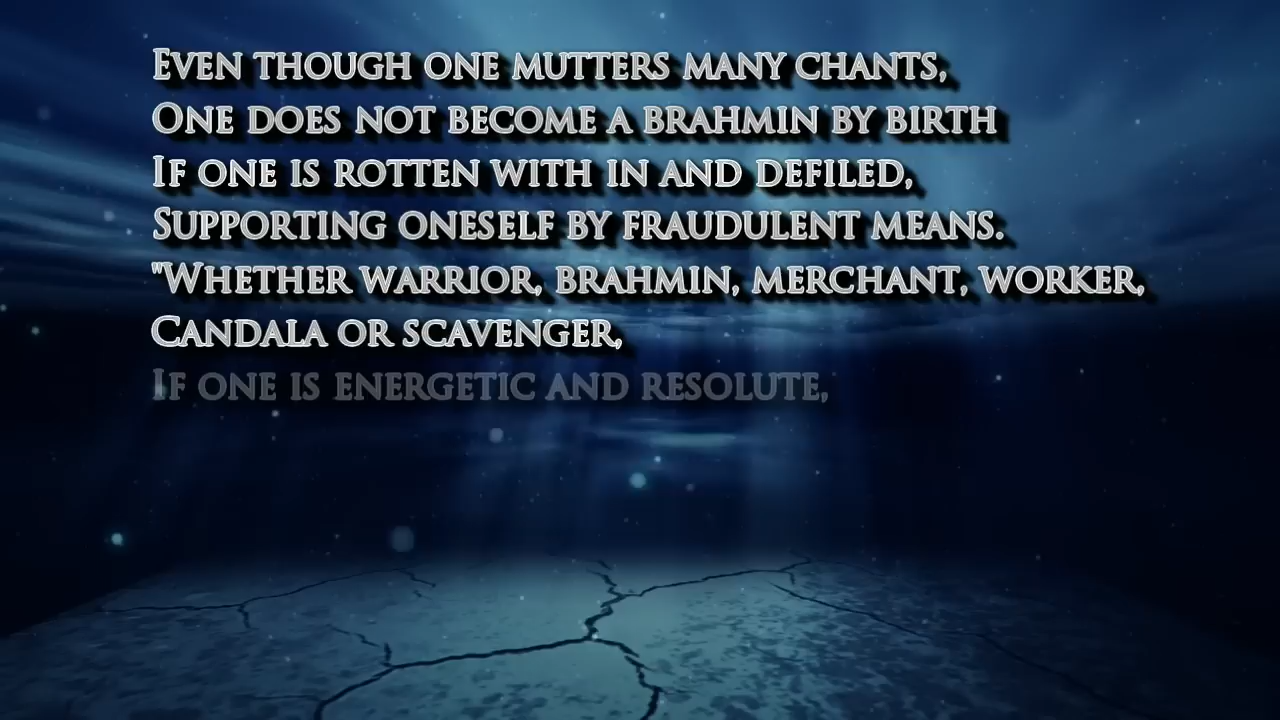 Even though one mutters many chants,
One does not become a brahmin by birth
If one is rotten with in and defiled,
Supporting oneself by fraudulent means.
"Whether warrior, brahmin, merchant, worker,
Candala or scavenger,
If one is energetic and resolute,